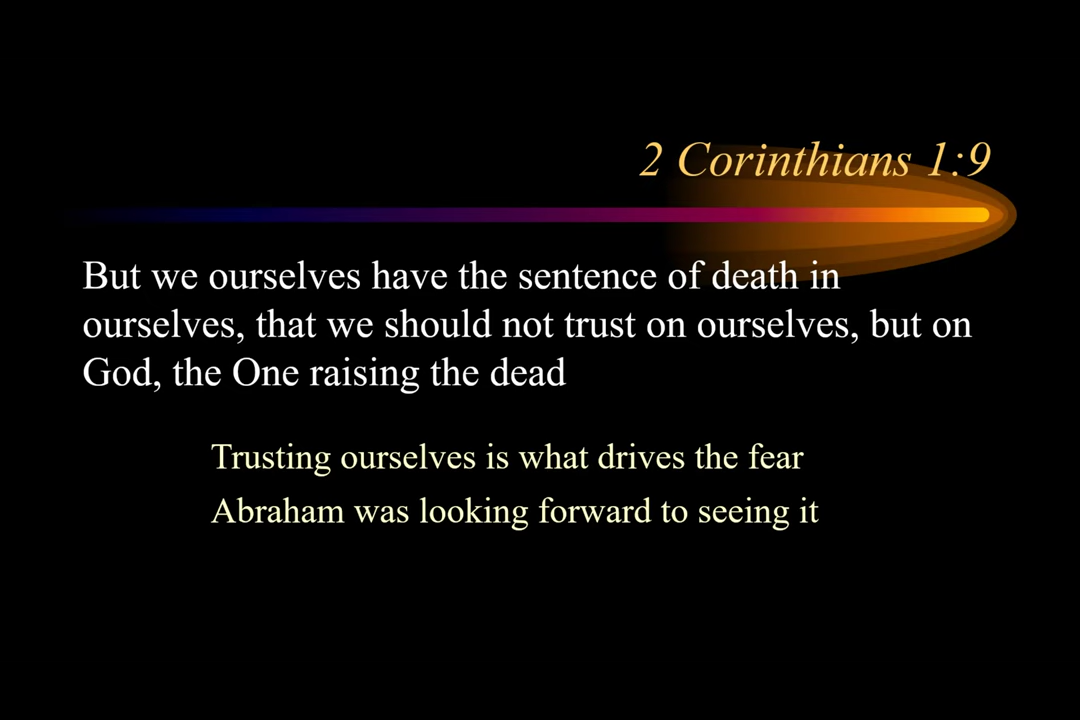 2 Corinthians 1:9
But we ourselves have the sentence of death in
ourselves, that we should not trust on ourselves, but on
God, the One raising the dead
Trusting ourselves is what drives the fear
Abraham was looking forward to seeing it